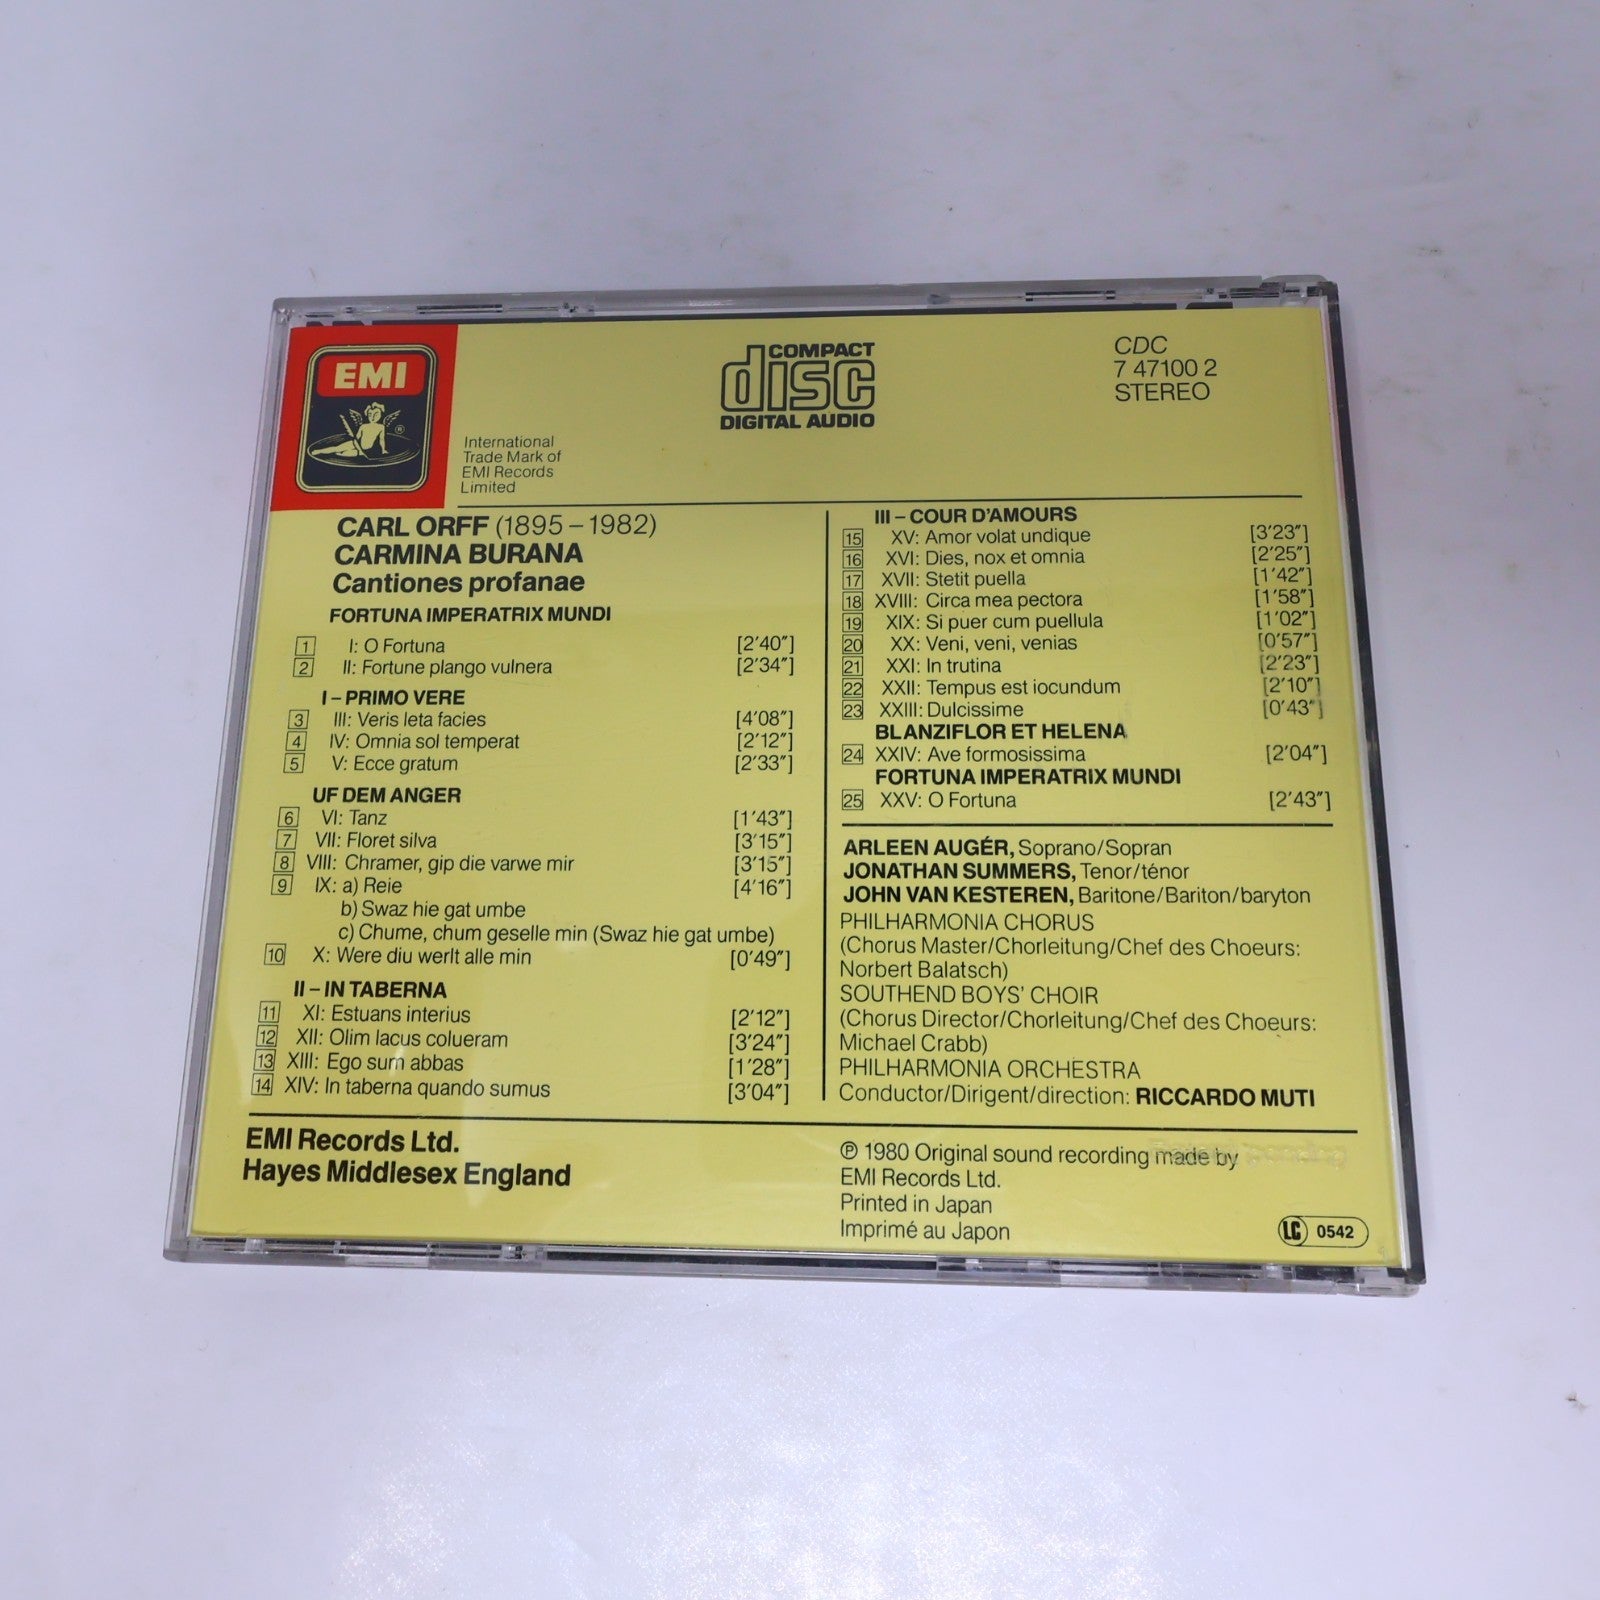 EMI
®
International
Trade Mark of
EMI Records
Limited
COMPACT
disc
DIGITAL AUDIO
CDC
7 47100 2
STEREO
CARL ORFF (1895–1982)
CARMINA BURANA
Cantiones profanae
FORTUNA IMPERATRIX MUNDI
1 I: O Fortuna [2'40"]
2 II: Fortune plango vulnera [2'34"]
I – PRIMO VERE
3 III: Veris leta facies [4'08"]
4 IV: Omnia sol temperat [2'12"]
5 V: Ecce gratum [2'33"]
UF DEM ANGER
6 VI: Tanz [1'43"]
7 VII: Floret silva [3'15"]
8 VIII: Chramer, gip die varwe mir [3'15"]
9 IX: a) Reie [4'16"]
b) Swaz hie gat umbe
c) Chume, chum geselle min (Swaz hie gat umbe)
10 X: Were diu werlt alle min [0'49"]
II – IN TABERNA
11 XI: Estuans interius [2'12"]
12 XII: Olim lacus colueram [3'24"]
13 XIII: Ego sum abbas [1'28"]
14 XIV: In taberna quando sumus [3'04"]
III – COUR D'AMOURS
15 XV: Amor volat undique [3'23"]
16 XVI: Dies, nox et omnia [2'25"]
17 XVII: Stetit puella [1'42"]
18 XVIII: Circa mea pectora [1'58"]
19 XIX: Si puer cum puellula [1'02"]
20 XX: Veni, veni, venias [0'57"]
21 XXI: In trutina [2'23"]
22 XXII: Tempus est iocundum [2'10"]
23 XXIII: Dulcissime [0'43"]
BLANZIFLOR ET HELENA
24 XXIV: Ave formosissima [2'04"]
FORTUNA IMPERATRIX MUNDI
25 XXV: O Fortuna [2'43"]
ARLEEN AUGÉR, Soprano/Sopran
JONATHAN SUMMERS, Tenor/ténor
JOHN VAN KESTEREN, Baritone/Bariton/baryton
PHILHARMONIA CHORUS
(Chorus Master/Chorleitung/Chef des Choeurs:
Norbert Balatsch)
SOUTHEND BOYS' CHOIR
(Chorus Director/Chorleitung/Chef des Choeurs:
Michael Crabb)
PHILHARMONIA ORCHESTRA
Conductor/Dirigent/direction: RICCARDO MUTI
EMI Records Ltd.
Hayes Middlesex England
℗ 1980 Original sound recording made by
EMI Records Ltd.
Printed in Japan
Imprimé au Japon
LC 0542